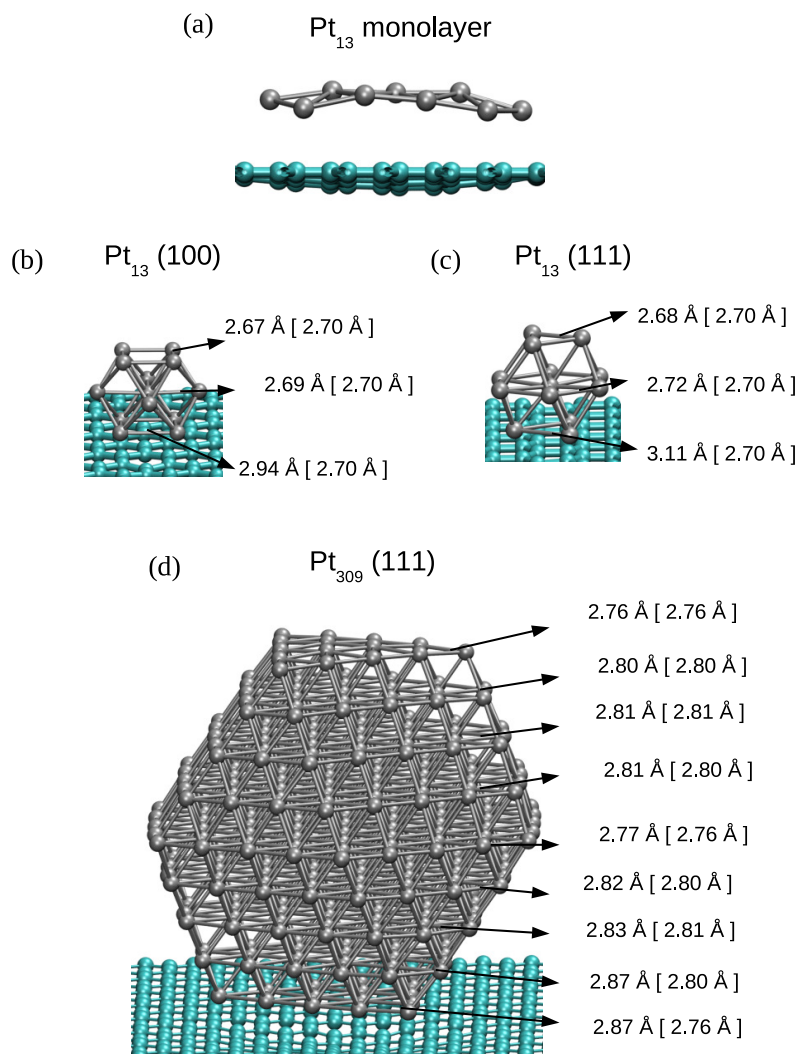 (a)
Pt13 monolayer
(b)
Pt13 (100)
2.67 Å [ 2.70 Å ]
2.69 Å [ 2.70 Å ]
2.94 Å [ 2.70 Å ]
(c)
Pt13 (111)
2.68 Å [ 2.70 Å ]
2.72 Å [ 2.70 Å ]
3.11 Å [ 2.70 Å ]
(d)
Pt309 (111)
2.76 Å [ 2.76 Å ]
2.80 Å [ 2.80 Å ]
2.81 Å [ 2.81 Å ]
2.81 Å [ 2.80 Å ]
2.77 Å [ 2.76 Å ]
2.82 Å [ 2.80 Å ]
2.83 Å [ 2.81 Å ]
2.87 Å [ 2.80 Å ]
2.87 Å [ 2.76 Å ]